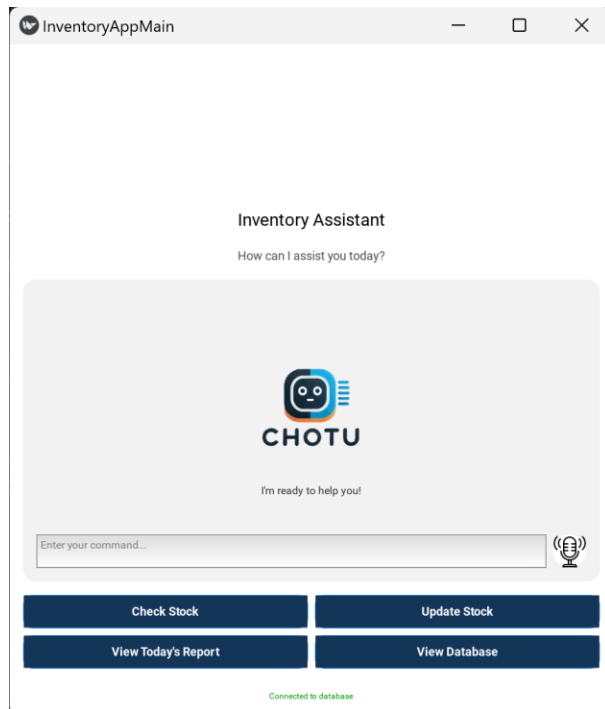 InventoryAppMain
Inventory Assistant
How can I assist you today?
CHOTU
I'm ready to help you!
Enter your command...
Check Stock
Update Stock
View Today's Report
View Database
Connected to database